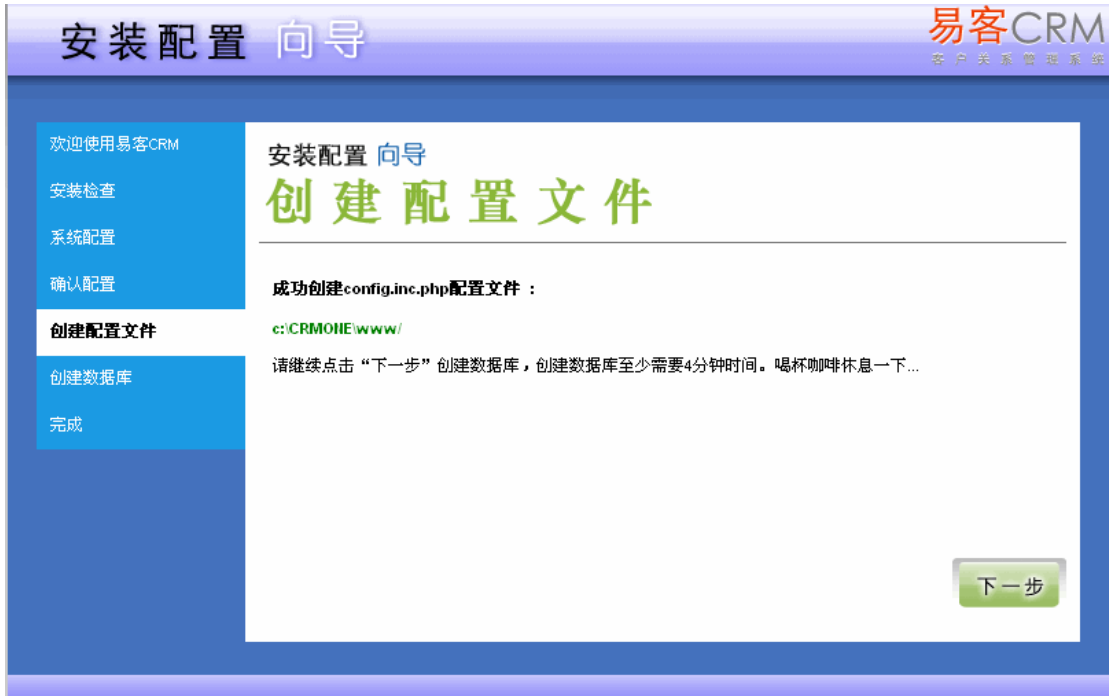 安装配置 向导
易客CRM
客户关系管理系统
欢迎使用易客CRM
安装检查
系统配置
确认配置
创建配置文件
创建数据库
完成
安装配置 向导
创建配置文件
成功创建config.inc.php配置文件：
c:\CRMONE\www/
请继续点击“下一步”创建数据库，创建数据库至少需要4分钟时间。喝杯咖啡休息一下...
下一步